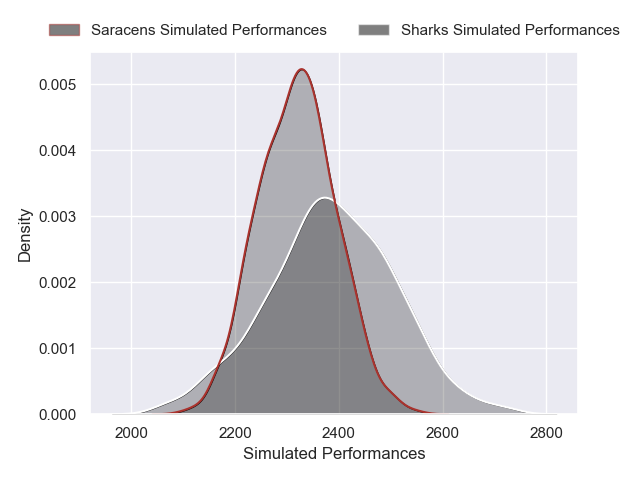 Saracens Simulated Performances Sharks Simulated Performances
0.005
0.004
0.003
0.002
0.001
0.000
Density
2000 2200 2400 2600 2800
Simulated Performances